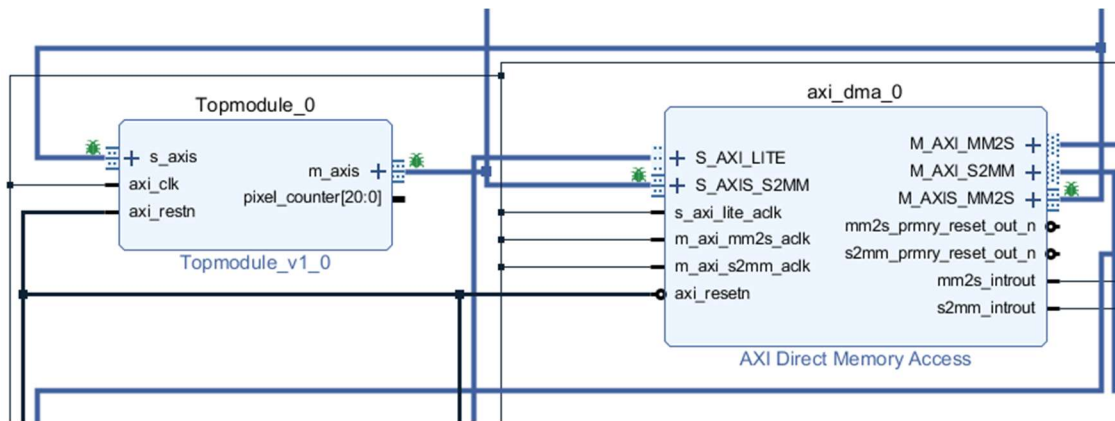 Topmodule_0
s_axis
axi_clk
axi_restn
m_axis
pixel_counter[20:0]
Topmodule_v1_0
axi_dma_0
S_AXI_LITE
S_AXIS_S2MM
s_axi_lite_aclk
m_axi_mm2s_aclk
m_axi_s2mm_aclk
axi_resetn
M_AXI_MM2S
M_AXI_S2MM
M_AXIS_MM2S
mm2s_prmry_reset_out_n
s2mm_prmry_reset_out_n
mm2s_introut
s2mm_introut
AXI Direct Memory Access